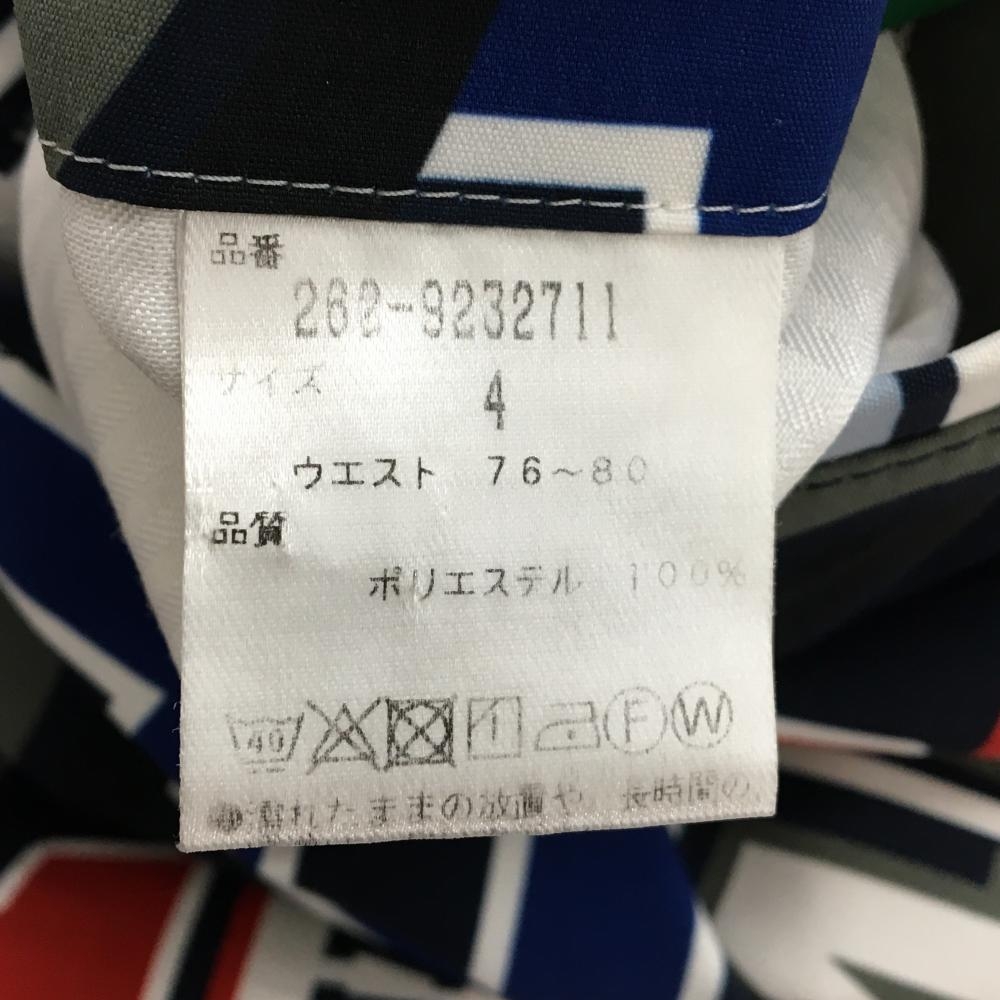 品番
262-9232711
サイズ
4
ウエスト 76~80
品質
ポリエステル 100%
40 F W
濡れたままの放置や、長時間の